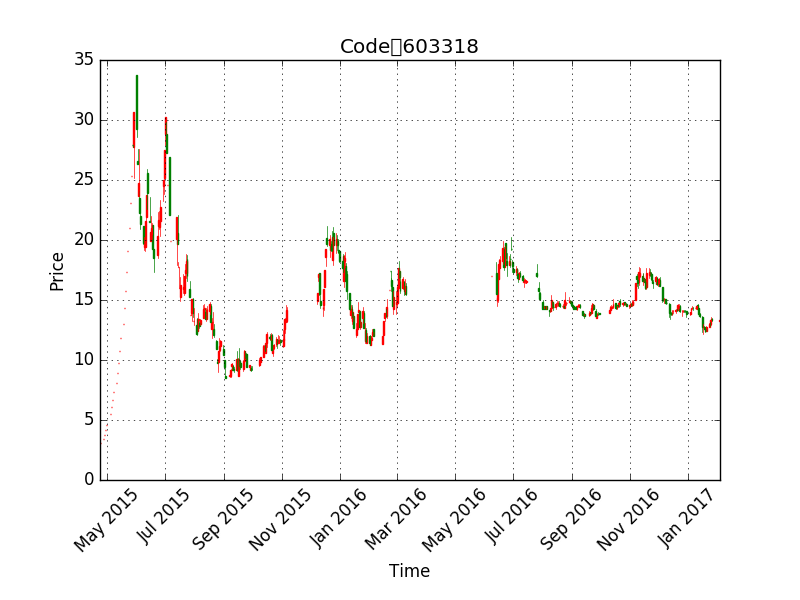 Code▯603318
35
30
25
20
15
10
5
0
Price
May 2015
Jul 2015
Sep 2015
Nov 2015
Jan 2016
Mar 2016
May 2016
Jul 2016
Sep 2016
Nov 2016
Jan 2017
Time